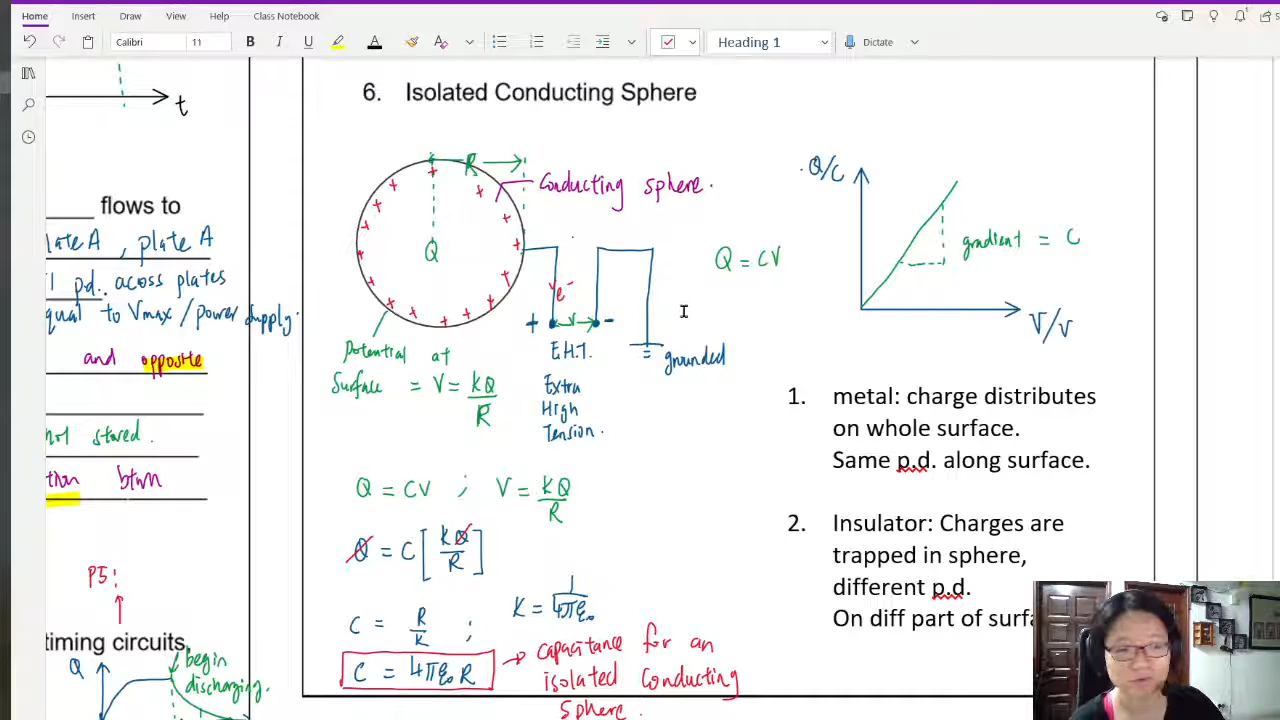 Home Insert Draw View Help Class Notebook
Calibri 11 B I U A Heading 1 Dictate
t
flows to
late A , plate A
1 pd. acoss plates
qual to Vmax / power supply.
and opposite
not stored.
than btwn
P5:
timing circuits.
Q
begin
discharging.
6. Isolated Conducting Sphere
R
Conducting sphere.
Q
e-
+ V -
E.H.T.
Extra
High
Tension.
= grounded
Potential at
Surface = V = kQ/R
Q = CV
Q/C
gradient = C
V/V
Q = CV ; V = kQ/R
Q = C[kQ/R]
C = R/K ; K = 1/4πε₀
C = 4πε₀R → capacitance for an
isolated conducting
sphere.
1. metal: charge distributes
on whole surface.
Same p.d. along surface.
2. Insulator: Charges are
trapped in sphere,
different p.d.
On diff part of surfa